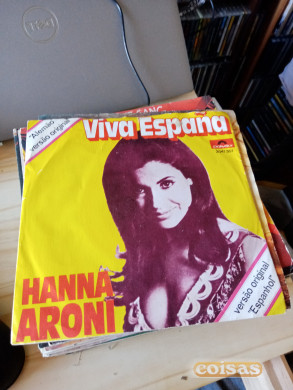 "Alemão"
versão original
Viva España
HANNA
ARONI
versão original
"Espanhol"
coisas